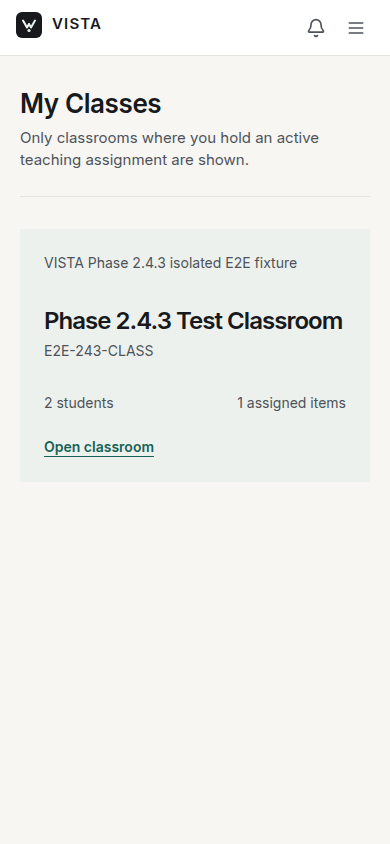 VISTA
My Classes
Only classrooms where you hold an active
teaching assignment are shown.
VISTA Phase 2.4.3 isolated E2E fixture
Phase 2.4.3 Test Classroom
E2E-243-CLASS
2 students
1 assigned items
Open classroom